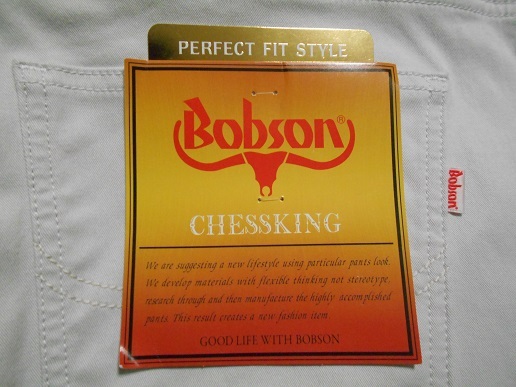 PERFECT FIT STYLE
Bobson®
CHESSKING
We are suggesting a new lifestyle using particular pants look.
We develop materials with flexible thinking not stereotype,
research through and then manufacture the highly accomplished
pants. This result creates a new fashion item
GOOD LIFE WITH BOBSON
Bobson